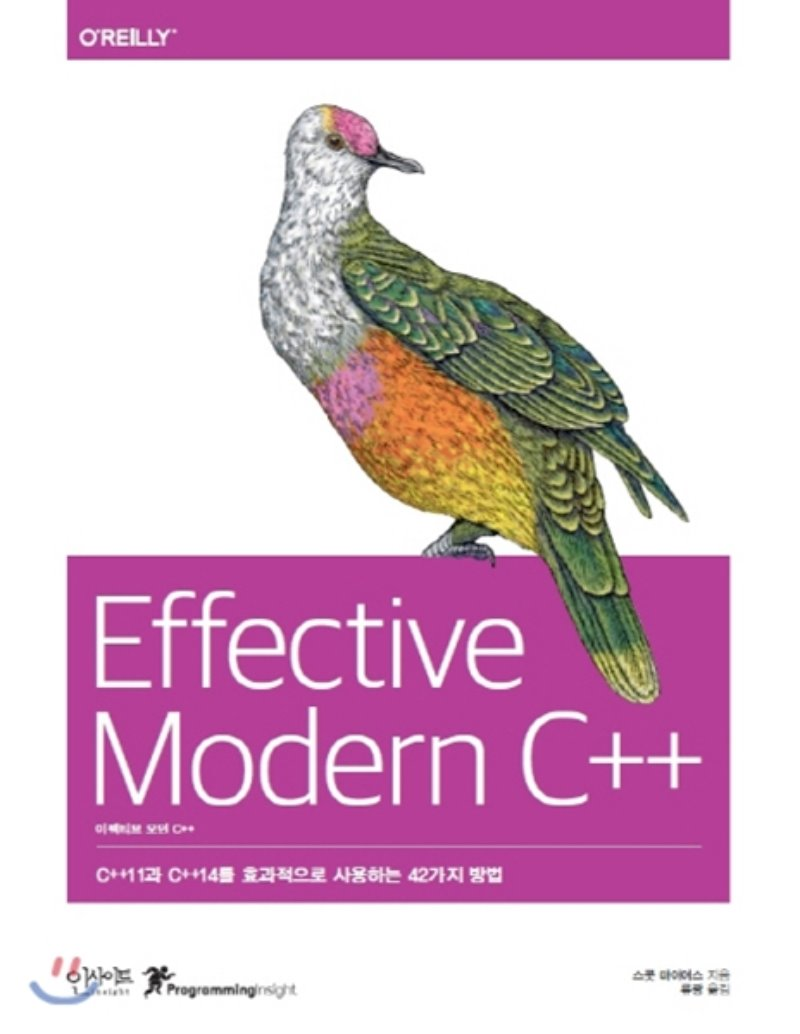 O'REILLY®
Effective
Modern C++
이펙티브 모던 C++
C++11과 C++14를 효과적으로 사용하는 42가지 방법
인사이트
insight
ProgrammingInsight
스콧 마이어스 지음
류광 옮김